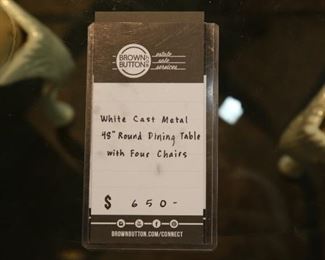 BROWN
BUTTON
estate
sale
services
White Cast Metal
48" Round Dining Table
with Four Chairs
$ 650-
BROWNBUTTON.COM/CONNECT